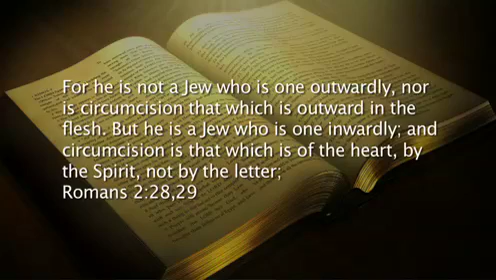 For he is not a Jew who is one outwardly, nor
is circumcision that which is outward in the
flesh. But he is a Jew who is one inwardly; and
circumcision is that which is of the heart, by
the Spirit, not by the letter;
Romans 2:28,29